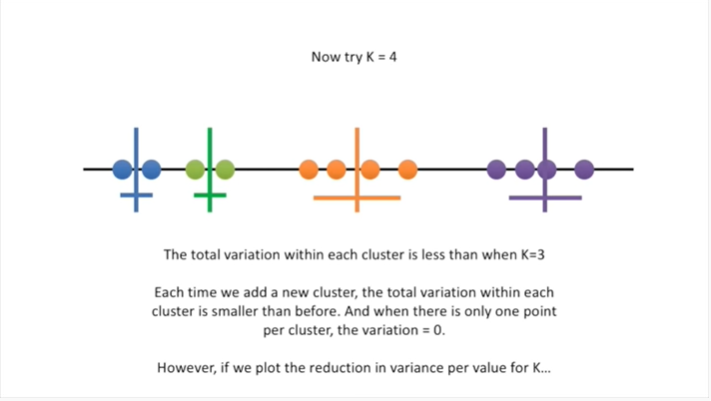 Now try K = 4
The total variation within each cluster is less than when K=3
Each time we add a new cluster, the total variation within each
cluster is smaller than before. And when there is only one point
per cluster, the variation = 0.
However, if we plot the reduction in variance per value for K...